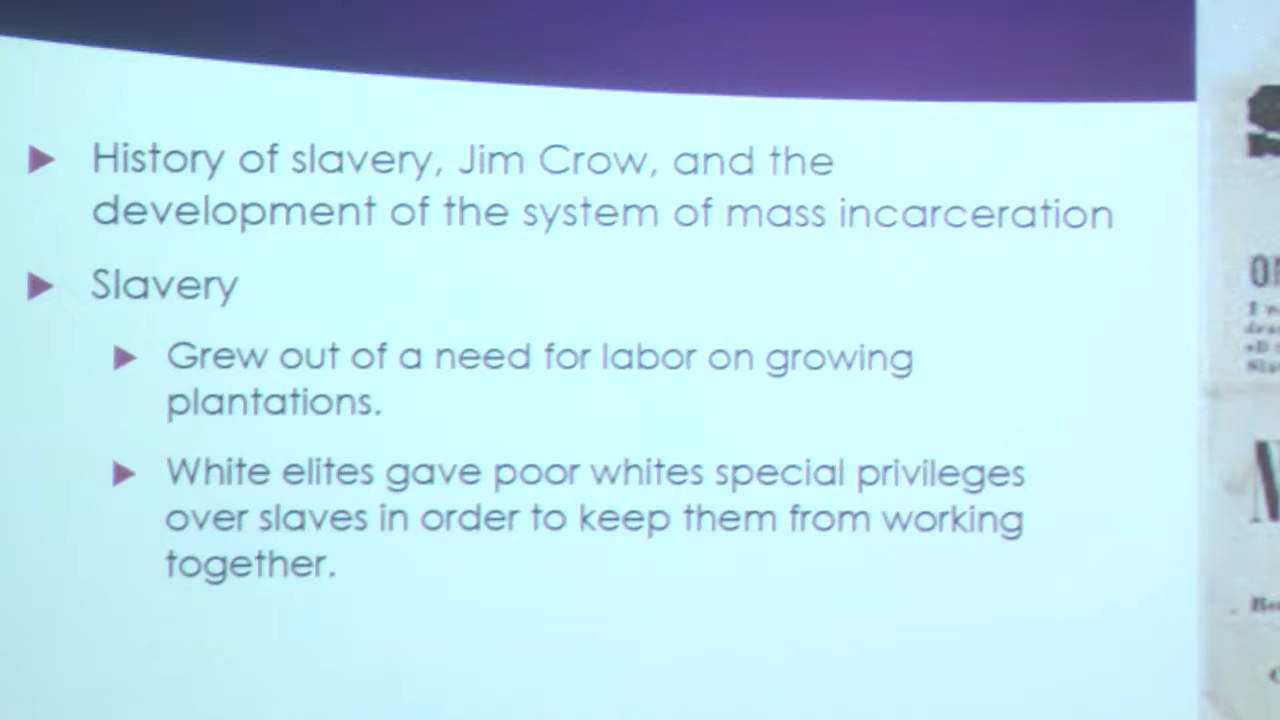 History of slavery, Jim Crow, and the
development of the system of mass incarceration
Slavery
Grew out of a need for labor on growing
plantations.
White elites gave poor whites special privileges
over slaves in order to keep them from working
together.